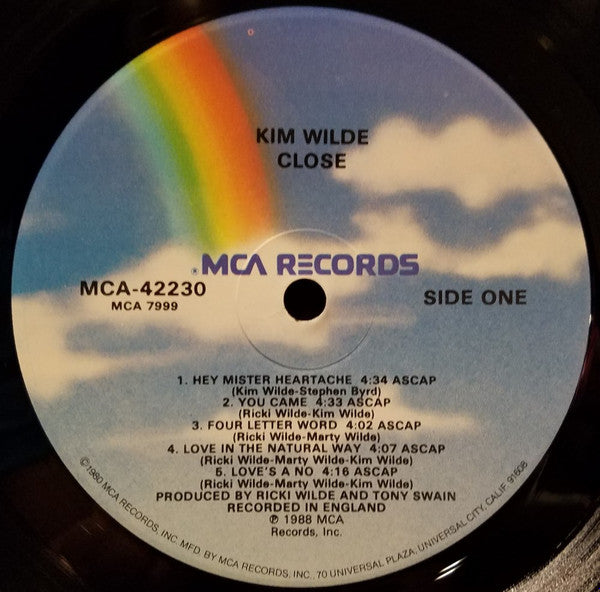 KIM WILDE
CLOSE
®MCA RECORDS
MCA-42230
MCA 7999
SIDE ONE
1. HEY MISTER HEARTACHE 4:34 ASCAP
(Kim Wilde-Stephen Byrd)
2. YOU CAME 4:33 ASCAP
(Ricki Wilde-Kim Wilde)
3. FOUR LETTER WORD 4:02 ASCAP
(Ricki Wilde-Marty Wilde)
4. LOVE IN THE NATURAL WAY 4:07 ASCAP
(Ricki Wilde-Marty Wilde-Kim Wilde)
5. LOVE'S A NO 4:16 ASCAP
(Ricki Wilde-Marty Wilde-Kim Wilde)
PRODUCED BY RICKI WILDE AND TONY SWAIN
RECORDED IN ENGLAND
℗ 1988 MCA
Records, Inc.
©1980 MCA RECORDS, INC. MFD. BY MCA RECORDS, INC., 70 UNIVERSAL PLAZA, UNIVERSAL CITY, CALIF. 91608